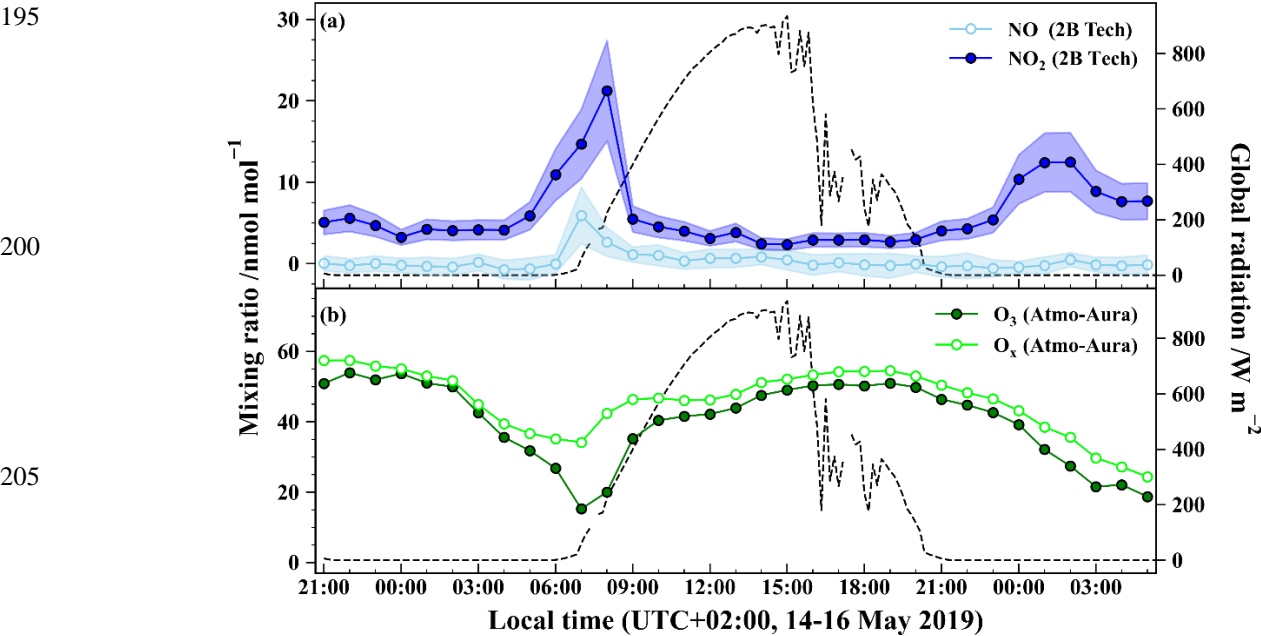 195
200
205
(a)
NO (2B Tech)
NO₂ (2B Tech)
30
20
10
0
800
600
400
200
0
(b)
O₃ (Atmo-Aura)
Oₓ (Atmo-Aura)
60
40
20
0
800
600
400
200
0
Mixing ratio /nmol mol⁻¹
Global radiation /W m⁻²
21:00 00:00 03:00 06:00 09:00 12:00 15:00 18:00 21:00 00:00 03:00
Local time (UTC+02:00, 14-16 May 2019)